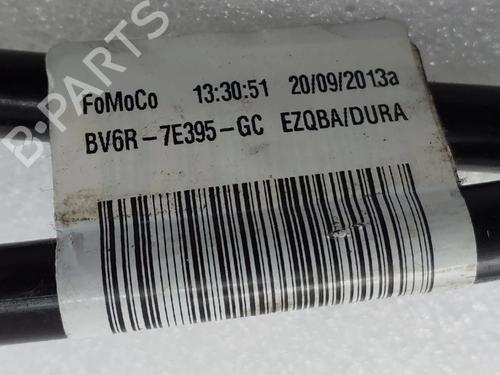 FoMoCo 13:30:51 20/09/2013a
BV6R-7E395-GC EZQBA/DURA
B-PARTS